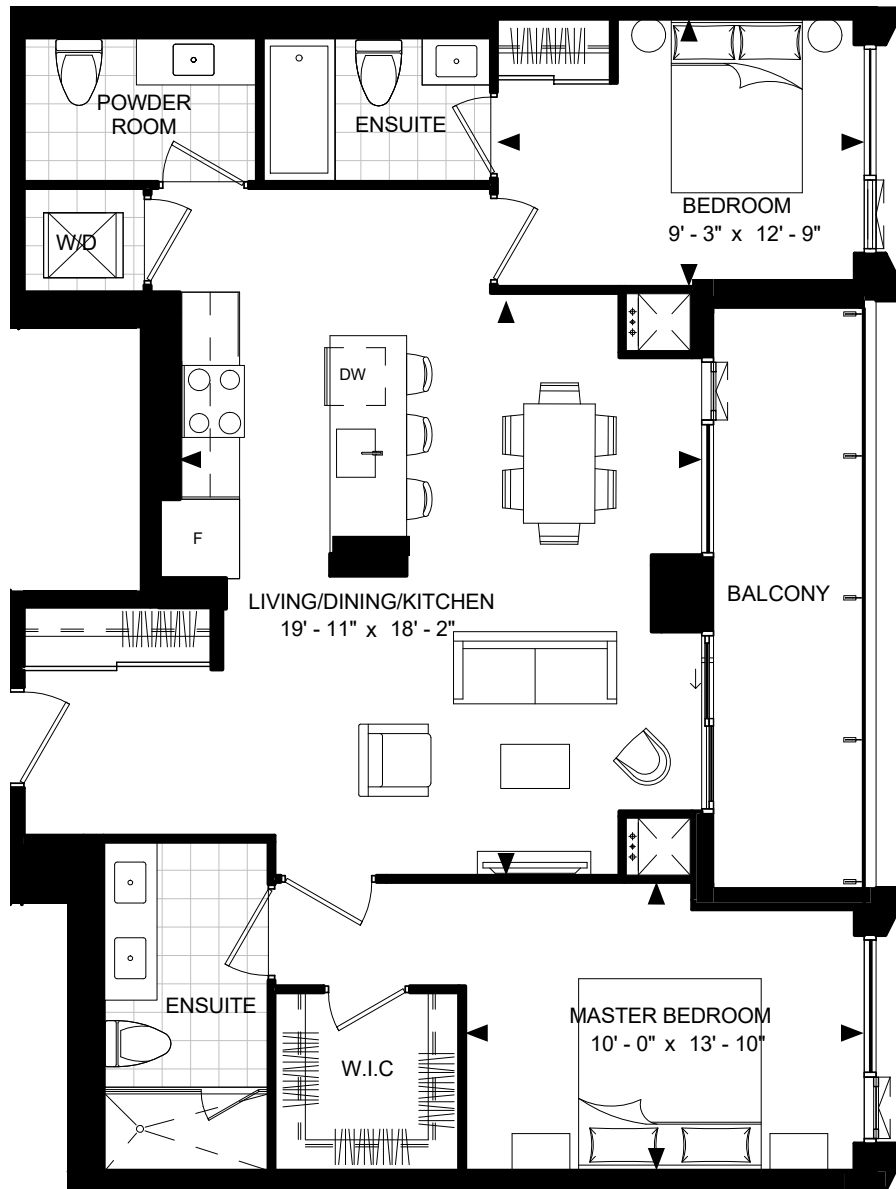 POWDER
ROOM
ENSUITE
BEDROOM
9' - 3" x 12' - 9"
W/D
DW
F
LIVING/DINING/KITCHEN
19' - 11" x 18' - 2"
BALCONY
ENSUITE
W.I.C
MASTER BEDROOM
10' - 0" x 13' - 10"